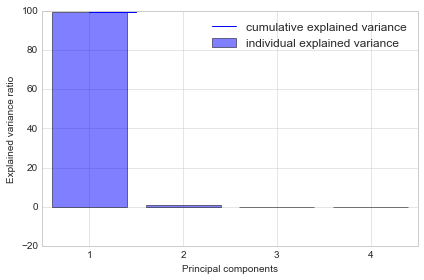 100
80
60
40
20
0
−20
Explained variance ratio
cumulative explained variance
individual explained variance
1 2 3 4
Principal components